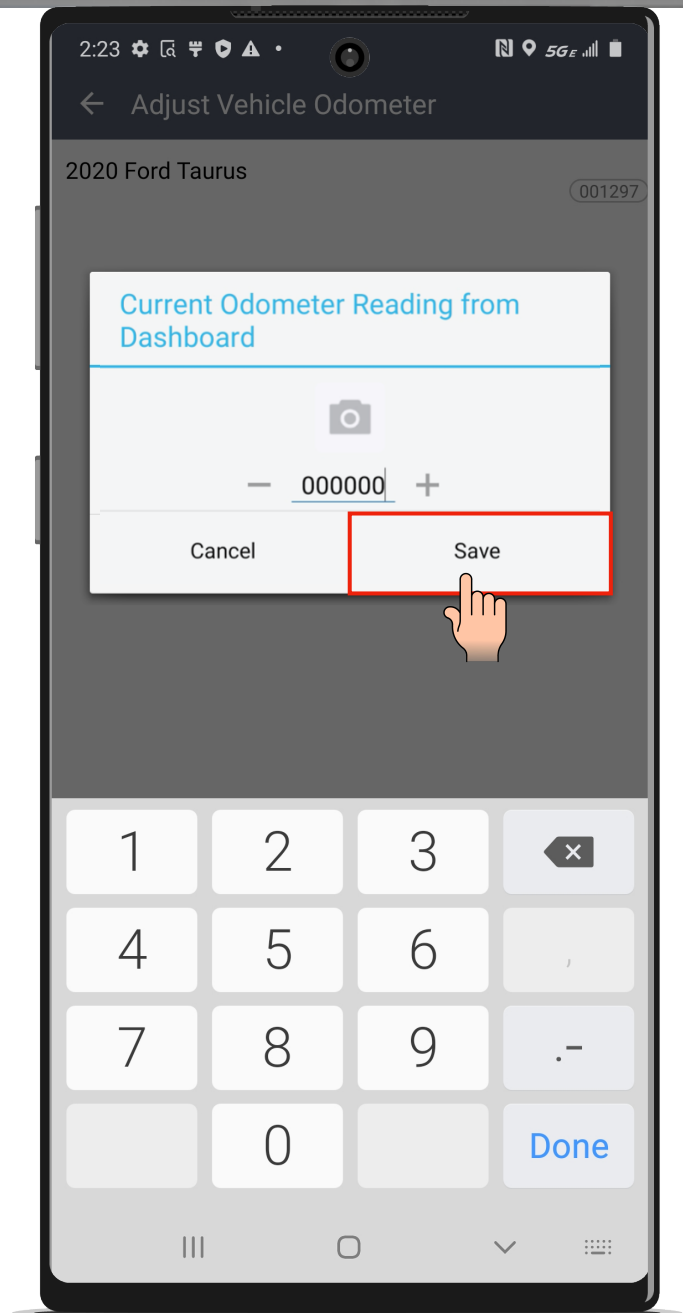 2:23 5GE
Adjust Vehicle Odometer
2020 Ford Taurus
001297
Current Odometer Reading from
Dashboard
000000
Cancel Save
1 2 3
4 5 6 ,
7 8 9 .-
0 Done